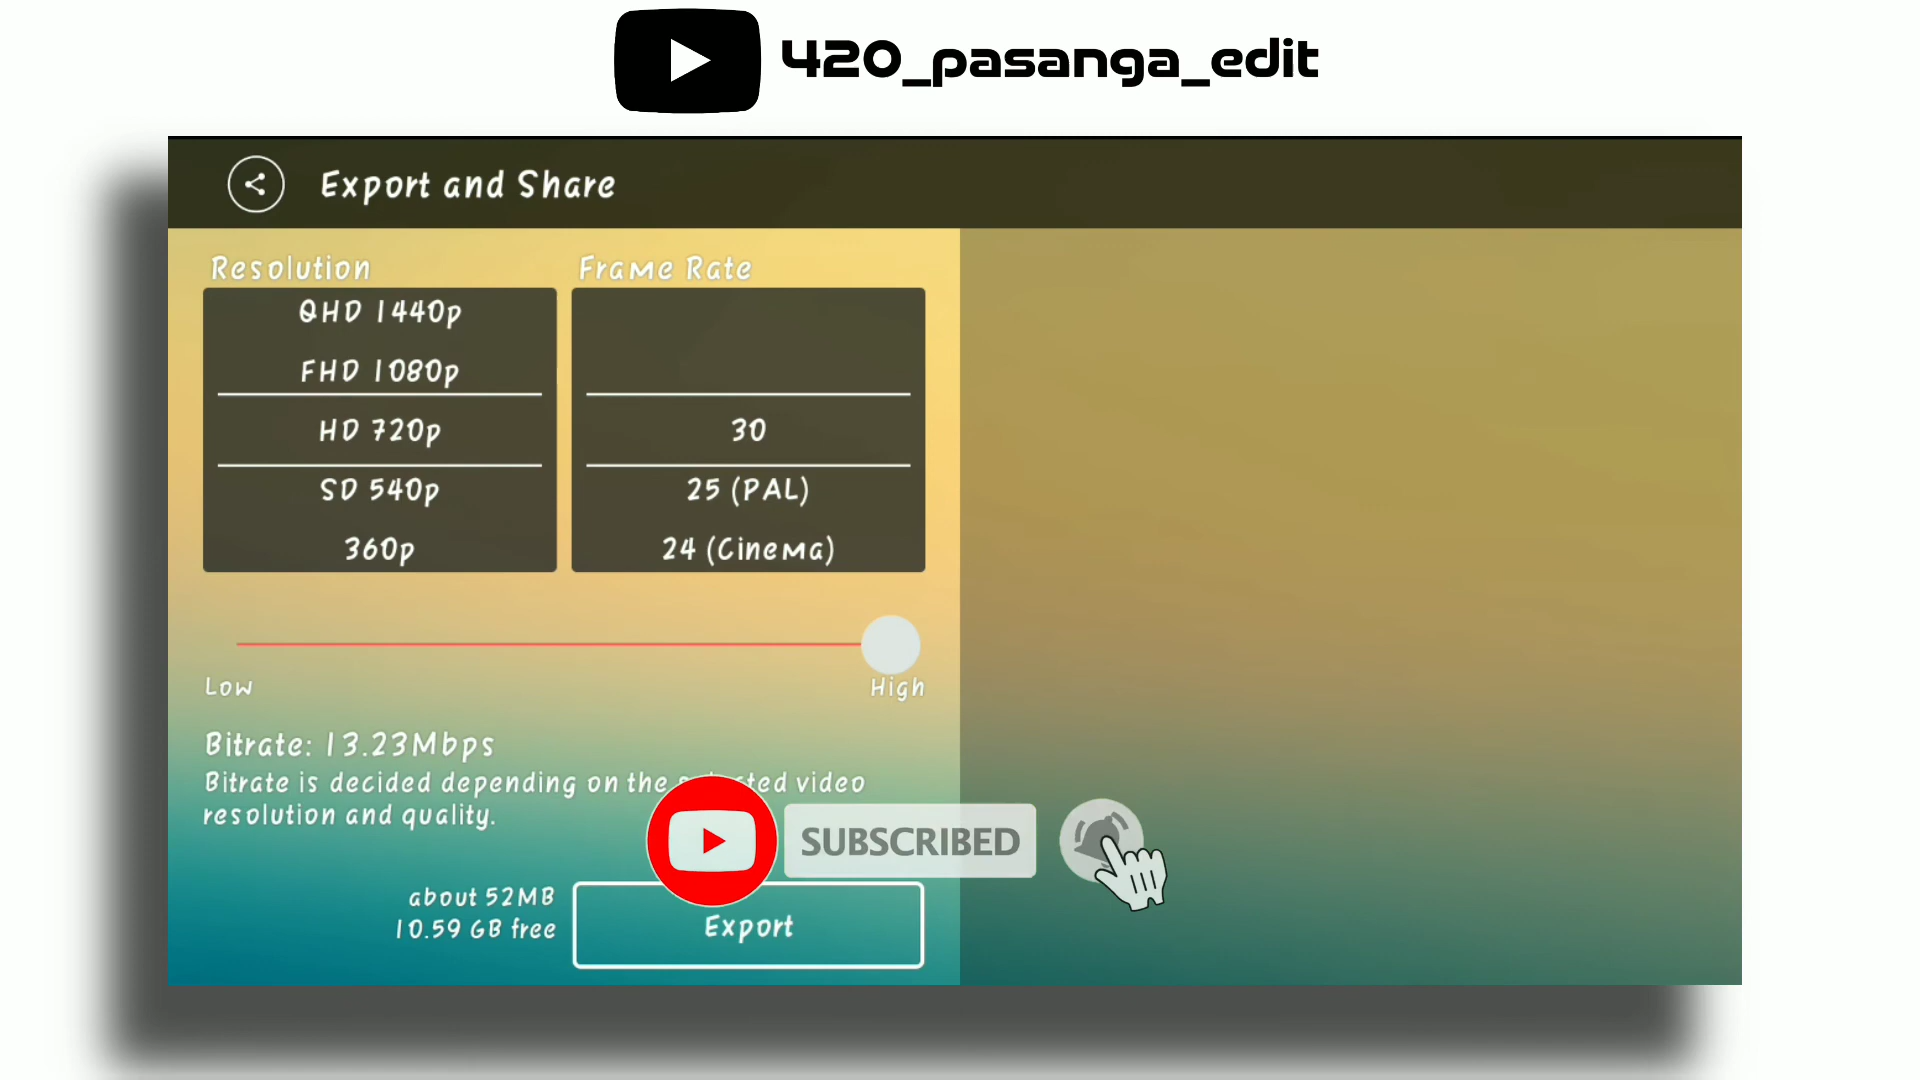 420_pasanga_edit
Export and Share
Resolution
Frame Rate
QHD 1440p
FHD 1080p
HD 720p
SD 540p
360p
30
25 (PAL)
24 (Cinema)
Low
High
Bitrate: 13.23Mbps
Bitrate is decided depending on the selected video
resolution and quality.
SUBSCRIBED
about 52MB
10.59 GB free
Export